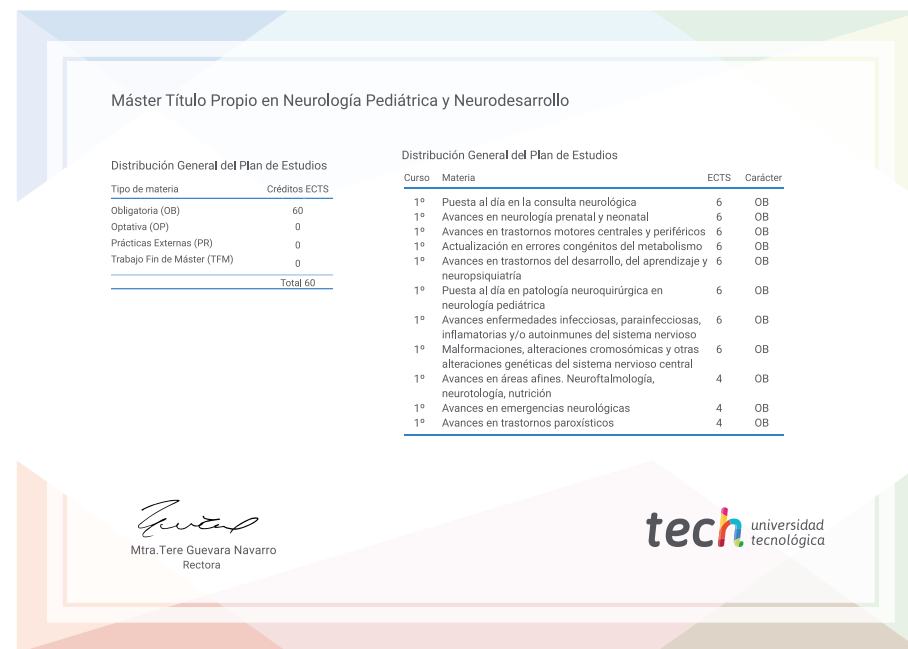 Máster Título Propio en Neurología Pediátrica y Neurodesarrollo
Distribución General del Plan de Estudios
Tipo de materia Créditos ECTS
Obligatoria (OB) 60
Optativa (OP) 0
Prácticas Externas (PR) 0
Trabajo Fin de Máster (TFM) 0
Total 60
Distribución General del Plan de Estudios
Curso Materia ECTS Carácter
1º Puesta al día en la consulta neurológica 6 OB
1º Avances en neurología prenatal y neonatal 6 OB
1º Avances en trastornos motores centrales y periféricos 6 OB
1º Actualización en errores congénitos del metabolismo 6 OB
1º Avances en trastornos del desarrollo, del aprendizaje y 6 OB
neuropsiquiatría
1º Puesta al día en patología neuroquirúrgica en 6 OB
neurología pediátrica
1º Avances enfermedades infecciosas, parainfecciosas, 6 OB
inflamatorias y/o autoinmunes del sistema nervioso
1º Malformaciones, alteraciones cromosómicas y otras 6 OB
alteraciones genéticas del sistema nervioso central
1º Avances en áreas afines. Neuroftalmología, 4 OB
neurotología, nutrición
1º Avances en emergencias neurológicas 4 OB
1º Avances en trastornos paroxísticos 4 OB
Mtra.Tere Guevara Navarro
Rectora
tech universidad
tecnológica